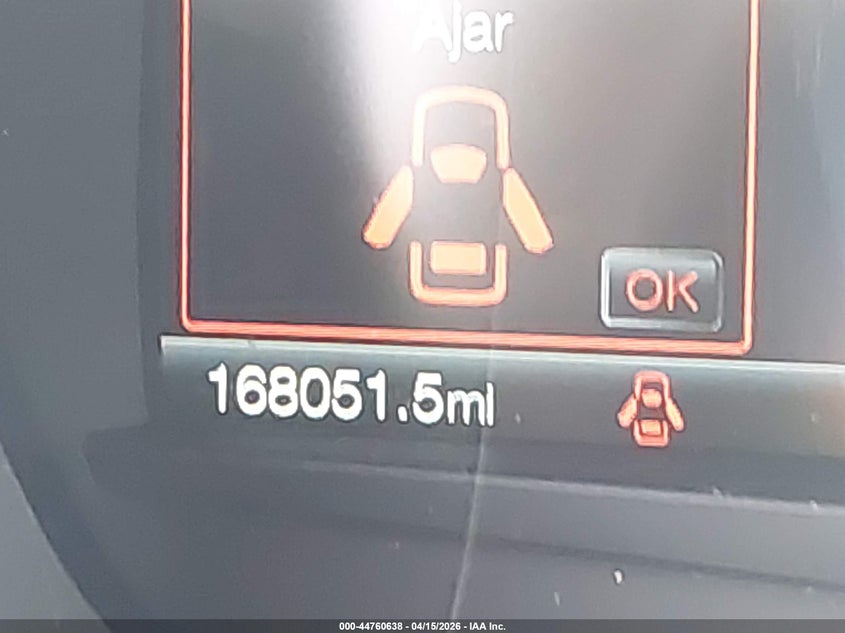 Ajar
OK
168051.5mi
000-44760638 - 04/15/2026 - IAA Inc.